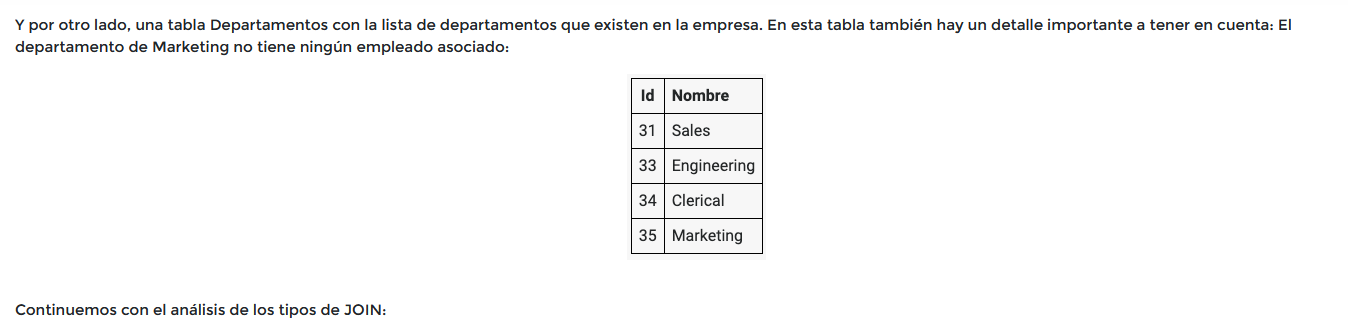 Y por otro lado, una tabla Departamentos con la lista de departamentos que existen en la empresa. En esta tabla también hay un detalle importante a tener en cuenta: El
departamento de Marketing no tiene ningún empleado asociado:
Id Nombre
31 Sales
33 Engineering
34 Clerical
35 Marketing
Continuemos con el análisis de los tipos de JOIN: